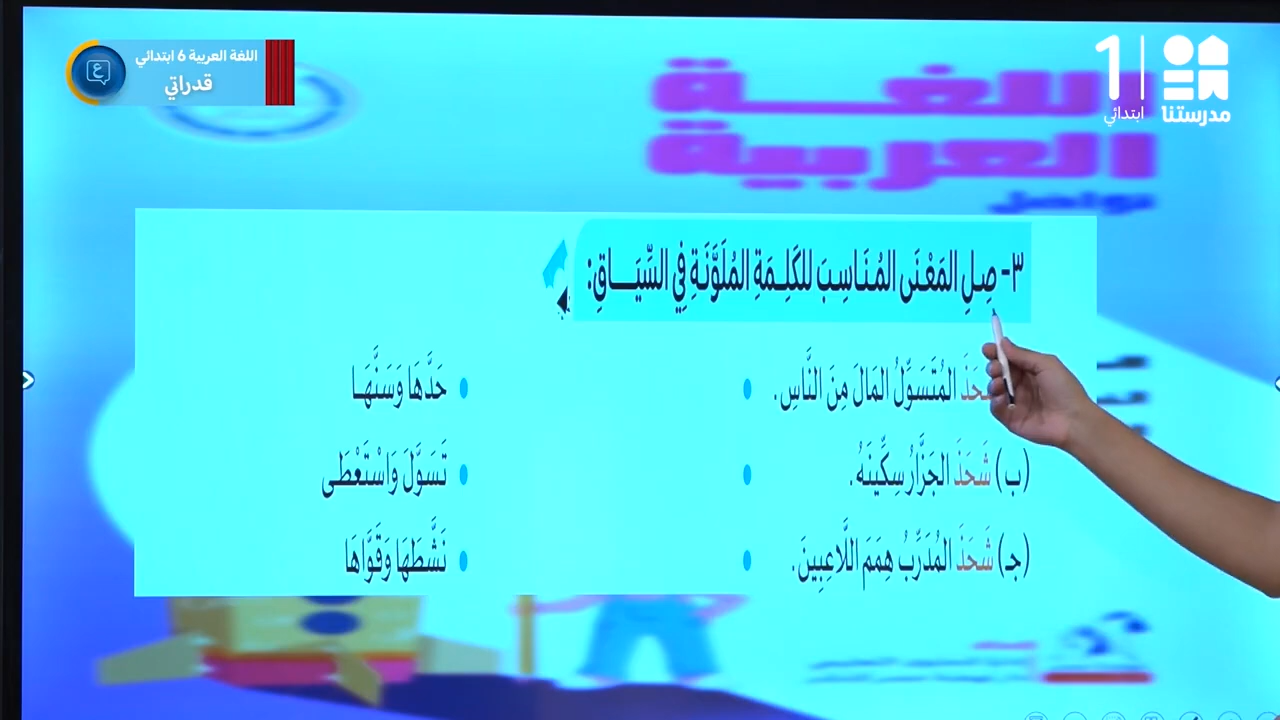 اللغة العربية 6 ابتدائي
قدراتي
1
ابتدائي
مدرستنا
اللغة
العربية
تواصل
٣- صِلِ المَعْنَى المُنَاسِبَ للكَلِمَةِ المُلَوَّنَةِ فِي السِّيَاقِ:
المُتَسَوِّلُ المَالَ مِنَ النَّاسِ.
حَدَّهَا وَسَنَّهَا
(ب) شَحَذَ الجَزَّارُ سِكِّينَهُ.
تَسَوَّلَ وَاسْتَعْطَى
(جـ) شَحَذَ المُدَرِّبُ هِمَمَ اللَّاعِبِينَ.
نَشَّطَهَا وَقَوَّاهَا